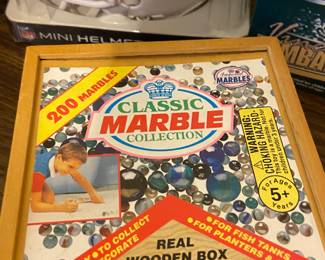 MINI HELME
200 MARBLES
MARBLES
CLASSIC
MARBLE
COLLECTION
WARNING:
CHOKING HAZARD-
For Ages
5+
Years
TO COLLECT
FOR FISH TANKS
FOR PLANTERS
REAL
WOODEN BOX